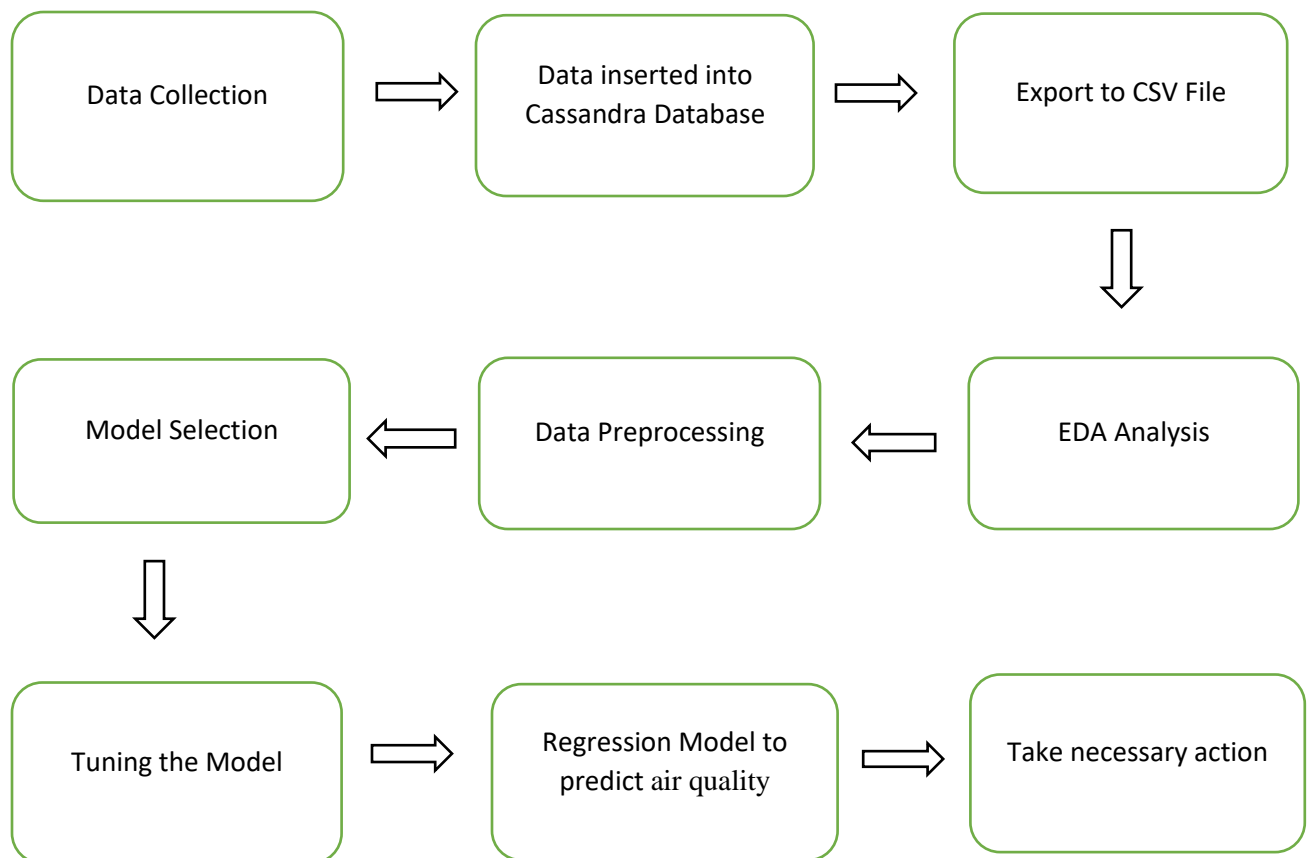 Data Collection
Data inserted into
Cassandra Database
Export to CSV File
EDA Analysis
Data Preprocessing
Model Selection
Tuning the Model
Regression Model to
predict air quality
Take necessary action